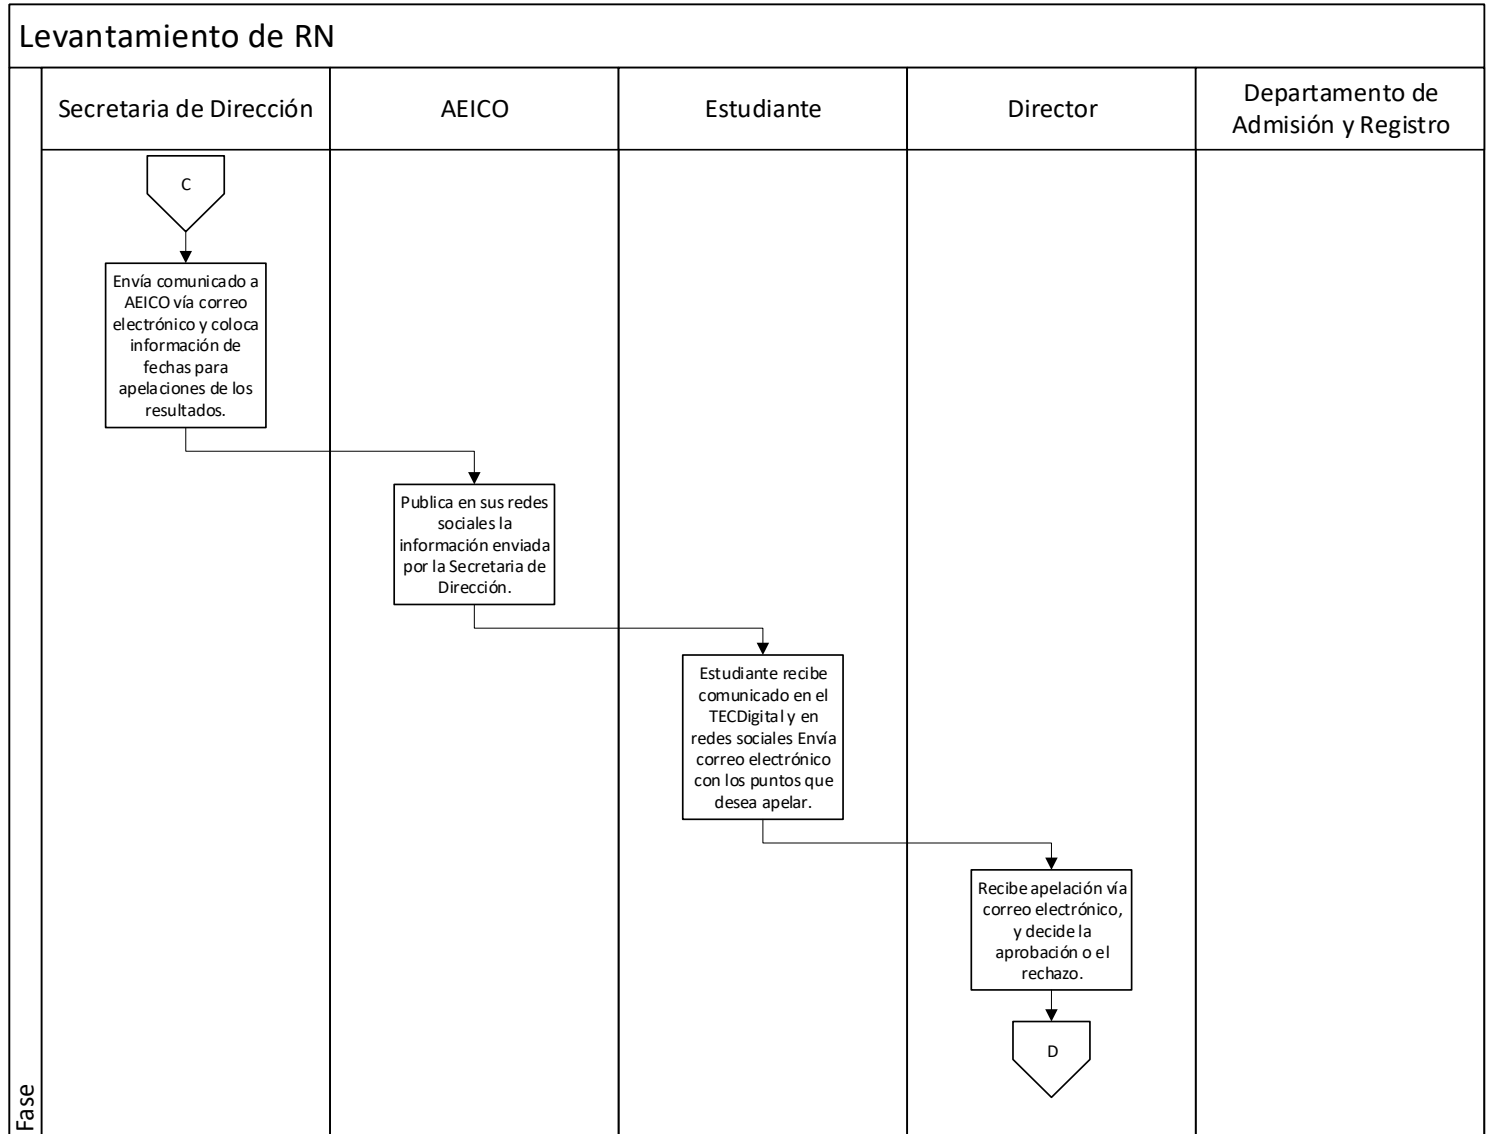 Levantamiento de RN
Secretaria de Dirección
AEICO
Estudiante
Director
Departamento de
Admisión y Registro
C
Envía comunicado a
AEICO vía correo
electrónico y coloca
información de
fechas para
apelaciones de los
resultados.
Publica en sus redes
sociales la
información enviada
por la Secretaria de
Dirección.
Estudiante recibe
comunicado en el
TECDigital y en
redes sociales Envía
correo electrónico
con los puntos que
desea apelar.
Recibe apelación vía
correo electrónico,
y decide la
aprobación o el
rechazo.
D
Fase